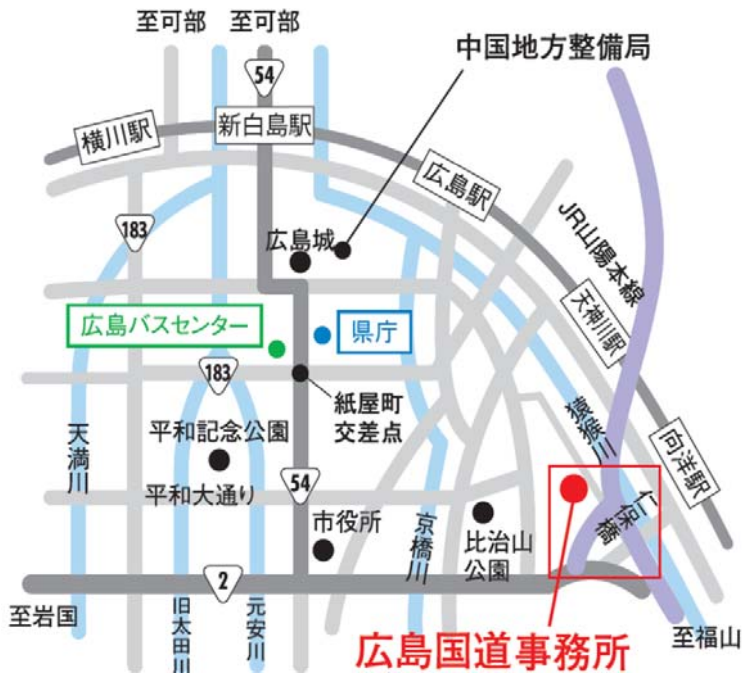 至可部
至可部
中国地方整備局
54
新白島駅
横川駅
広島駅
183
広島城
JR山陽本線
広島バスセンター
県庁
天神川駅
183
紙屋町
交差点
天満川
平和記念公園
猿猴川
向洋駅
平和大通り
54
仁保橋
市役所
京橋川
比治山
公園
2
至岩国
旧太田川
元安川
至福山
広島国道事務所